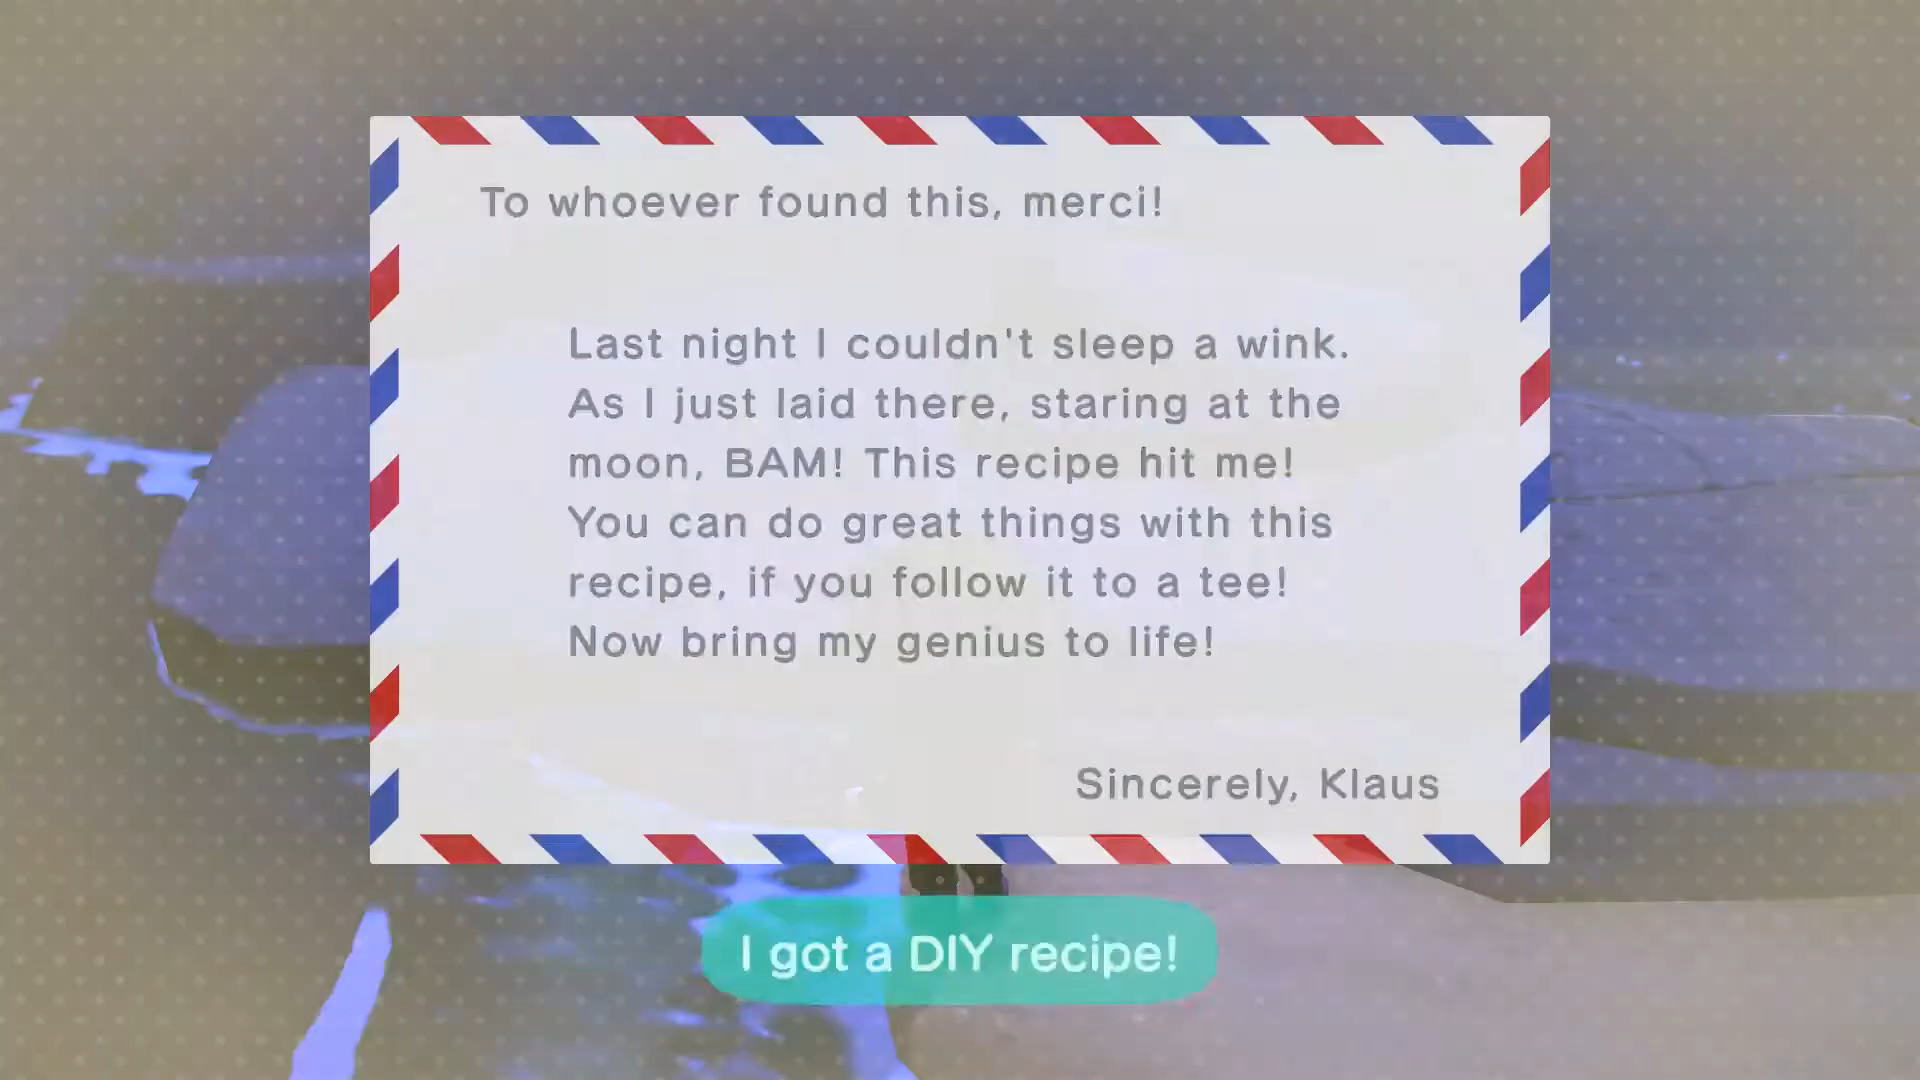 To whoever found this, merci!
Last night I couldn't sleep a wink.
As I just laid there, staring at the
moon, BAM! This recipe hit me!
You can do great things with this
recipe, if you follow it to a tee!
Now bring my genius to life!
Sincerely, Klaus
I got a DIY recipe!